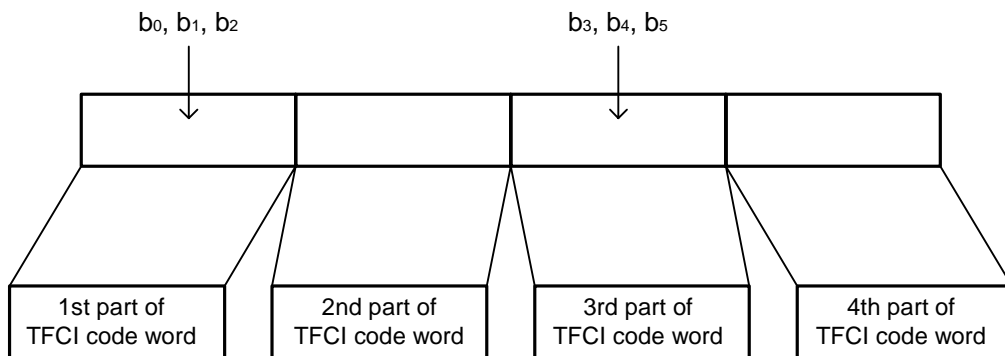 b0, b1, b2
b3, b4, b5
1st part of
TFCI code word
2nd part of
TFCI code word
3rd part of
TFCI code word
4th part of
TFCI code word